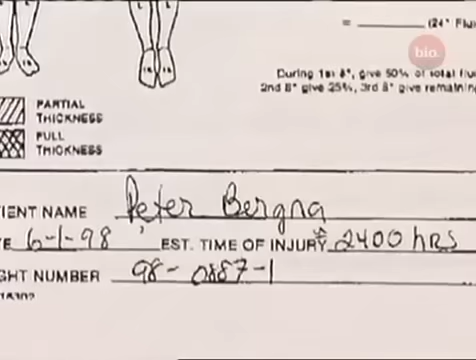 = ________ (24° Flui
bio.
During 1st 8°, give 50% of total flu
2nd 8° give 25%, 3rd 8° give remaining
PARTIAL
THICKNESS
FULL
THICKNESS
TIENT NAME Peter Bergna
TE 6-1-98 EST. TIME OF INJURY 2400 hrs
GHT NUMBER 98-0887-1